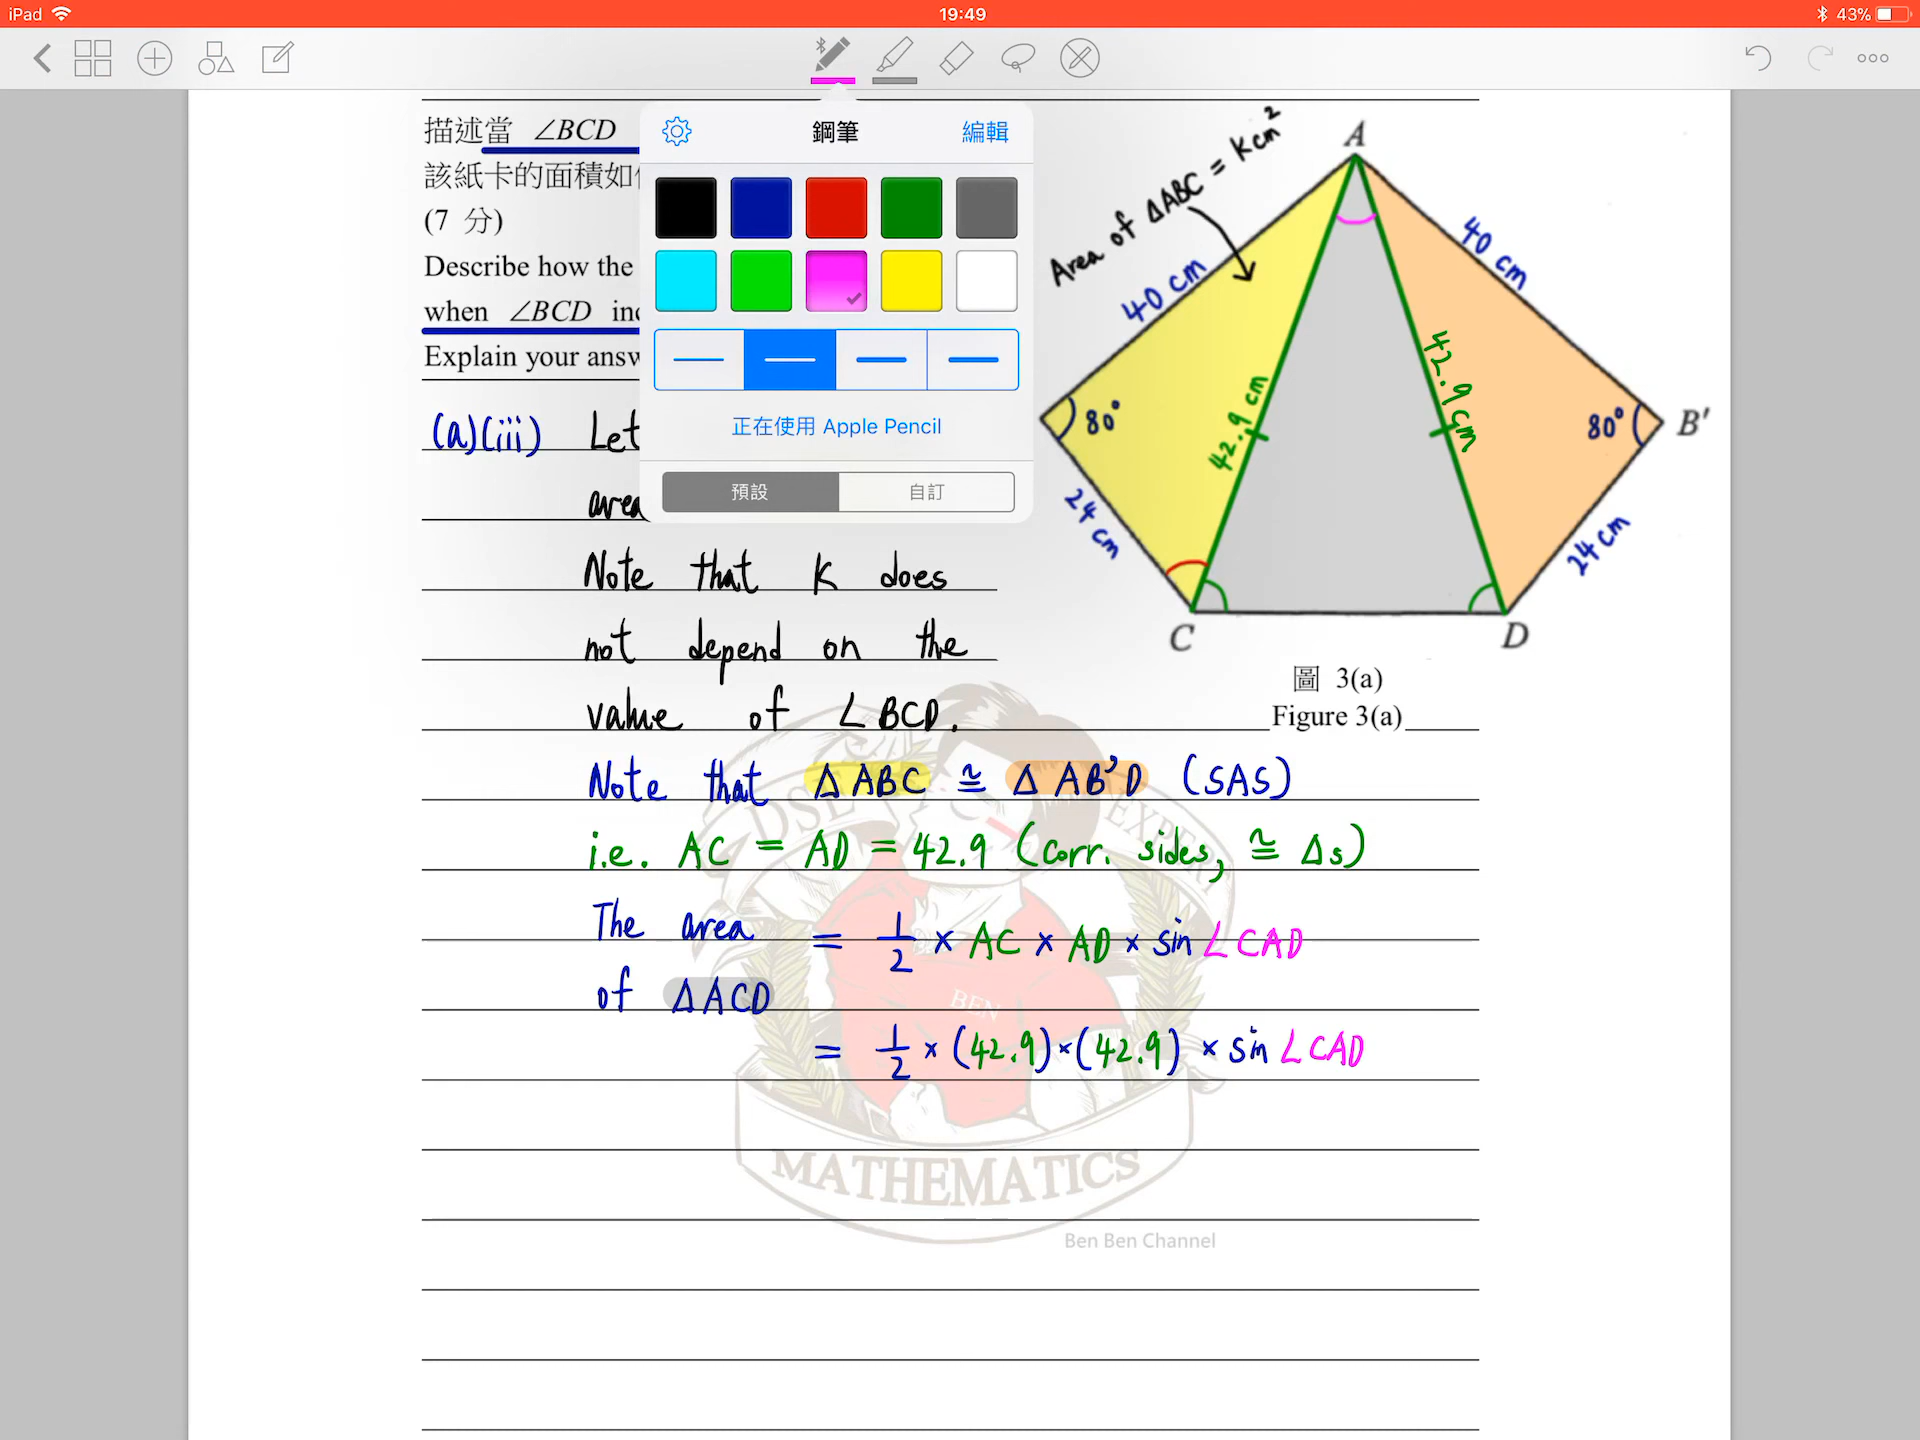 iPad 19:49 43%
描述當 ∠BCD
該紙卡的面積如
(7 分)
Describe how the
when ∠BCD inc
Explain your answ
鋼筆 編輯
正在使用 Apple Pencil
預設 自訂
Area of ΔABC = K cm²
A
40 cm
40 cm
80°
42.9 cm
42.9 cm
80°
B'
24 cm
24 cm
C
D
圖 3(a)
Figure 3(a)
(a)(iii) Let
area
Note that K does
not depend on the
value of ∠BCD.
Note that ΔABC ≅ ΔAB'D (SAS)
i.e. AC = AD = 42.9 (corr. sides, ≅ Δs)
The area = 1/2 × AC × AD × sin ∠CAD
of ΔACD
= 1/2 × (42.9) × (42.9) × sin ∠CAD
DSE EXPERT
BEN
MATHEMATICS
Ben Ben Channel